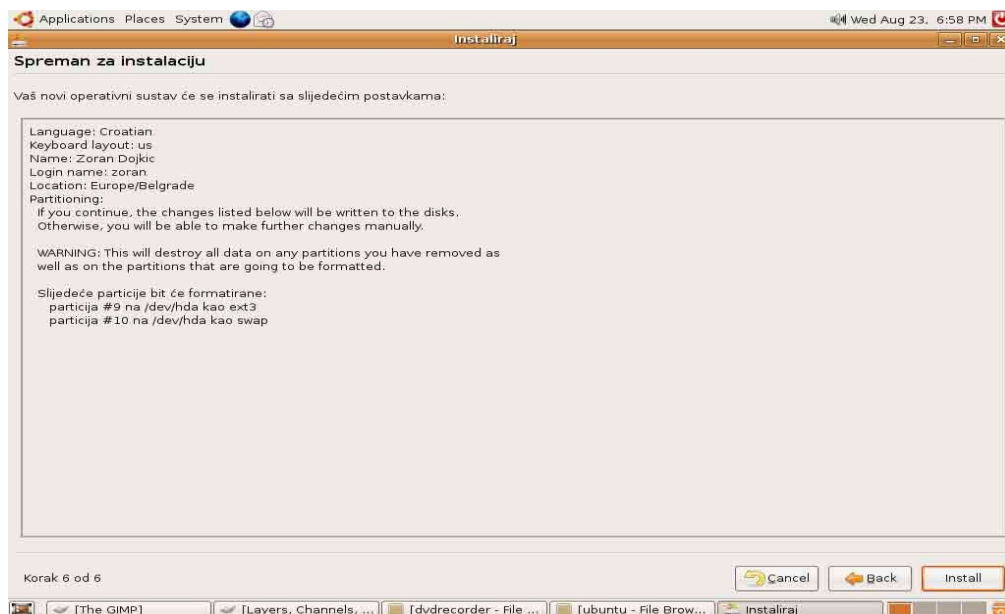 Applications Places System
Wed Aug 23, 6:58 PM
Instaliraj
Spreman za instalaciju
Vaš novi operativni sustav će se instalirati sa slijedećim postavkama:
Language: Croatian
Keyboard layout: us
Name: Zoran Dojkic
Login name: zoran
Location: Europe/Belgrade
Partitioning:
If you continue, the changes listed below will be written to the disks.
Otherwise, you will be able to make further changes manually.
WARNING: This will destroy all data on any partitions you have removed as
well as on the partitions that are going to be formatted.
Slijedeće particije bit će formatirane:
particija #9 na /dev/hda kao ext3
particija #10 na /dev/hda kao swap
Korak 6 od 6
Cancel
Back
Install
[The GIMP]
[Layers, Channels, ...
[dvdrecorder - File ...
[ubuntu - File Brow...
Instaliraj